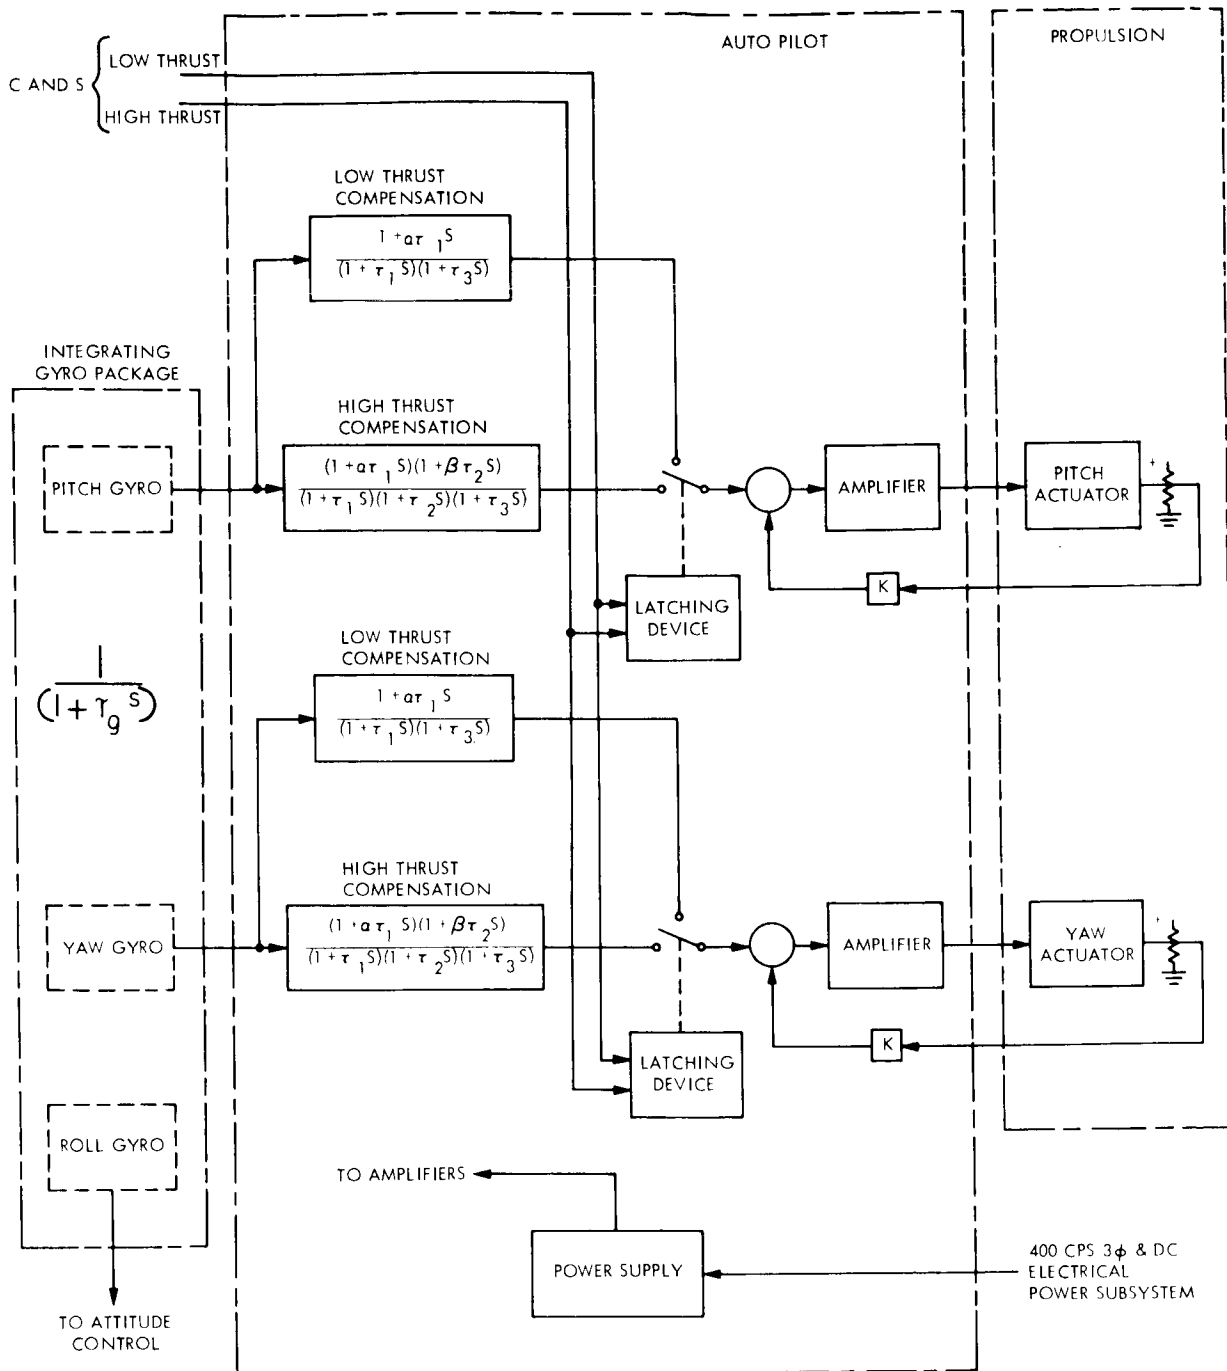 AUTO PILOT
PROPULSION
C AND S
LOW THRUST
HIGH THRUST
LOW THRUST
COMPENSATION
1 + ατ1S
(1 + τ1S)(1 + τ3S)
INTEGRATING
GYRO PACKAGE
HIGH THRUST
COMPENSATION
PITCH GYRO
(1 + ατ1S)(1 + βτ2S)
(1 + τ1S)(1 + τ2S)(1 + τ3S)
AMPLIFIER
PITCH
ACTUATOR
+
K
LATCHING
DEVICE
LOW THRUST
COMPENSATION
1
(1 + τgS)
1 + ατ1S
(1 + τ1S)(1 + τ3S)
HIGH THRUST
COMPENSATION
YAW GYRO
(1 + ατ1S)(1 + βτ2S)
(1 + τ1S)(1 + τ2S)(1 + τ3S)
AMPLIFIER
YAW
ACTUATOR
+
K
LATCHING
DEVICE
ROLL GYRO
TO AMPLIFIERS
POWER SUPPLY
400 CPS 3ϕ & DC
ELECTRICAL
POWER SUBSYSTEM
TO ATTITUDE
CONTROL